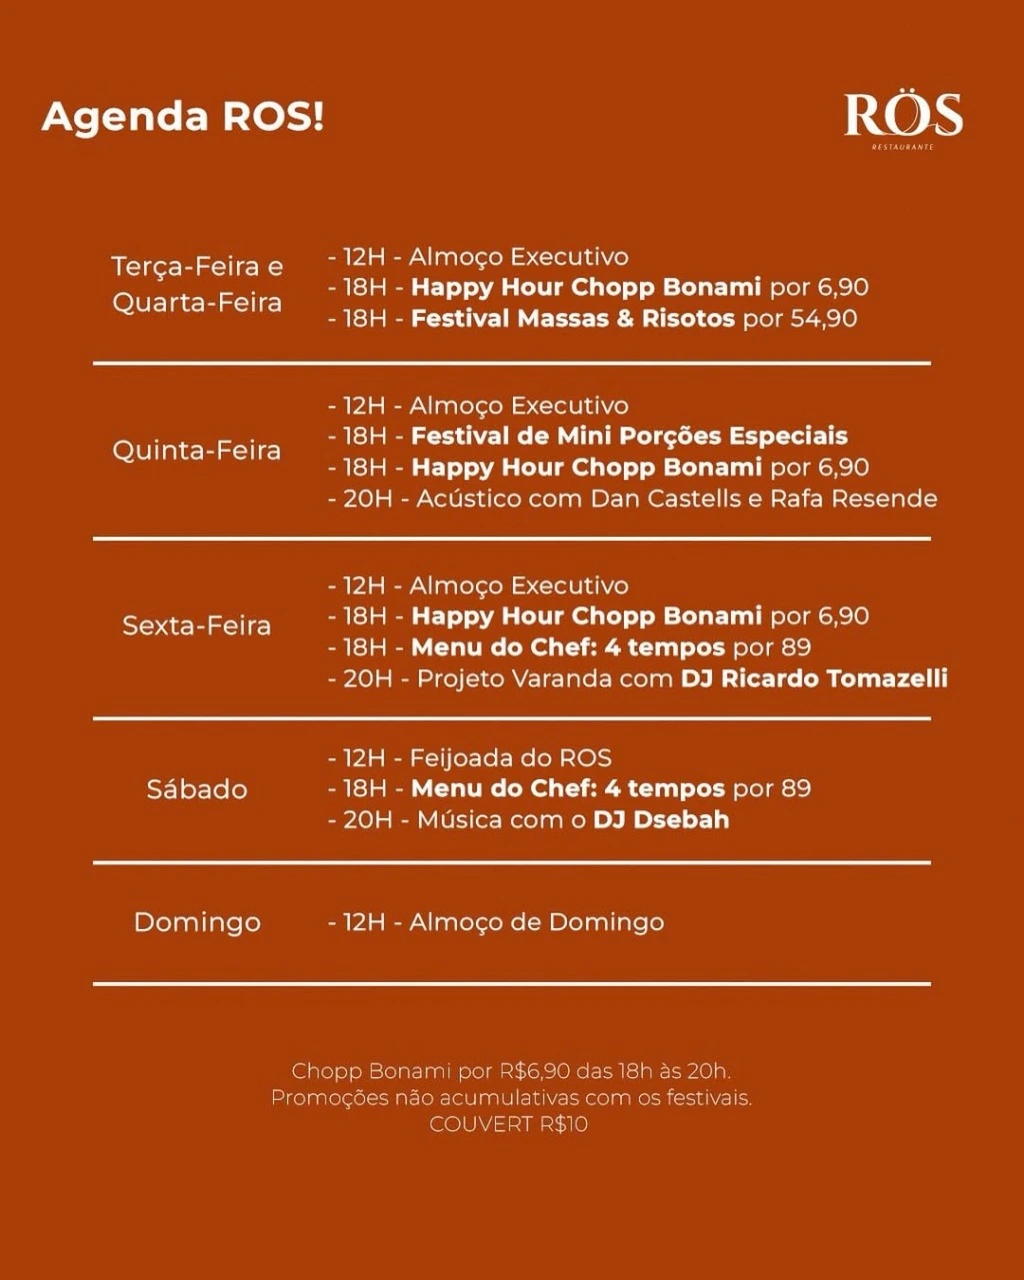 Agenda ROS!
RÖS
RESTAURANTE
Terça-Feira e
Quarta-Feira
- 12H - Almoço Executivo
- 18H - Happy Hour Chopp Bonami por 6,90
- 18H - Festival Massas & Risotos por 54,90
Quinta-Feira
- 12H - Almoço Executivo
- 18H - Festival de Mini Porções Especiais
- 18H - Happy Hour Chopp Bonami por 6,90
- 20H - Acústico com Dan Castells e Rafa Resende
Sexta-Feira
- 12H - Almoço Executivo
- 18H - Happy Hour Chopp Bonami por 6,90
- 18H - Menu do Chef: 4 tempos por 89
- 20H - Projeto Varanda com DJ Ricardo Tomazelli
Sábado
- 12H - Feijoada do ROS
- 18H - Menu do Chef: 4 tempos por 89
- 20H - Música com o DJ Dsebah
Domingo
- 12H - Almoço de Domingo
Chopp Bonami por R$6,90 das 18h às 20h.
Promoções não acumulativas com os festivais.
COUVERT R$10